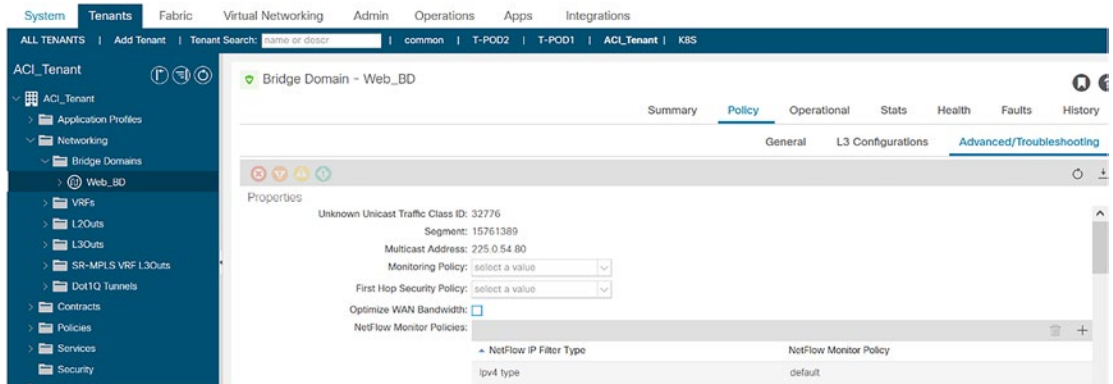 System Tenants Fabric Virtual Networking Admin Operations Apps Integrations
ALL TENANTS | Add Tenant | Tenant Search: name or descr | common | T-POD2 | T-POD1 | ACI_Tenant | K8S
ACI_Tenant
ACI_Tenant
Application Profiles
Networking
Bridge Domains
Web_BD
VRFs
L2Outs
L3Outs
SR-MPLS VRF L3Outs
Dot1Q Tunnels
Contracts
Policies
Services
Security
Bridge Domain - Web_BD
Summary Policy Operational Stats Health Faults History
General L3 Configurations Advanced/Troubleshooting
Properties
Unknown Unicast Traffic Class ID: 32776
Segment: 15761389
Multicast Address: 225.0.54.80
Monitoring Policy: select a value
First Hop Security Policy: select a value
Optimize WAN Bandwidth:
NetFlow Monitor Policies:
NetFlow IP Filter Type NetFlow Monitor Policy
Ipv4 type default